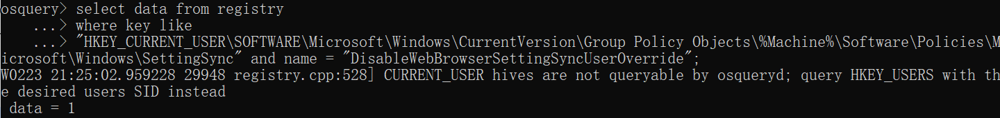 osquery> select data from registry
   ...> where key like
   ...> "HKEY_CURRENT_USER\SOFTWARE\Microsoft\Windows\CurrentVersion\Group Policy Objects\%Machine%\Software\Policies\M
icrosoft\Windows\SettingSync" and name = "DisableWebBrowserSettingSyncUserOverride";
W0223 21:25:02.959228 29948 registry.cpp:528] CURRENT_USER hives are not queryable by osqueryd; query HKEY_USERS with th
e desired users SID instead
 data = 1